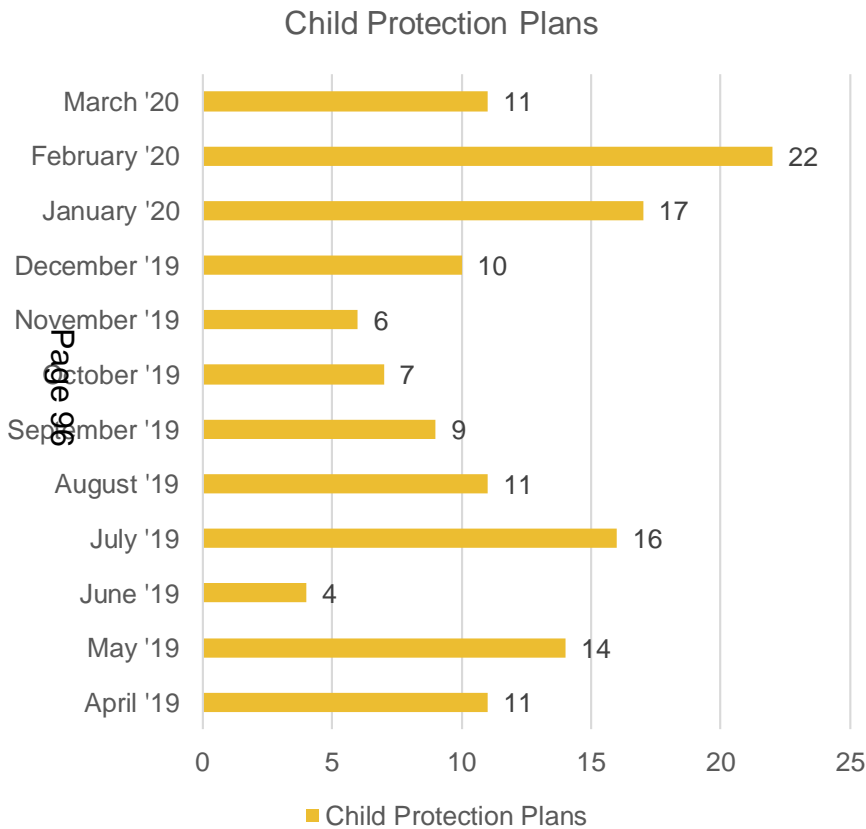 Child Protection Plans
March '20
11
February '20
22
January '20
17
December '19
10
November '19
6
October '19
7
September '19
9
August '19
11
July '19
16
June '19
4
May '19
14
April '19
11
0 5 10 15 20 25
Child Protection Plans
Page 96